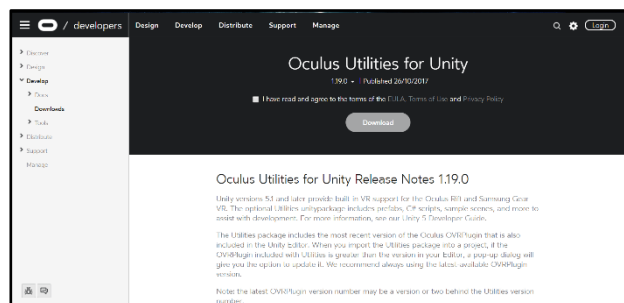 / developers Design Develop Distribute Support Manage Login
Discover
Design
Develop
Docs
Downloads
Tools
Distribute
Support
Manage
Oculus Utilities for Unity
1.19.0 Published 26/10/2017
I have read and agree to the terms of the EULA, Terms of Use and Privacy Policy
Download
Oculus Utilities for Unity Release Notes 1.19.0
Unity versions 5.1 and later provide built in VR support for the Oculus Rift and Samsung Gear
VR. The optional Utilities unitypackage includes prefabs, C# scripts, sample scenes, and more to
assist with development. For more information, see our Unity 5 Developer Guide.
The Utilities package includes the most recent version of the Oculus OVRPlugin that is also
included in the Unity Editor. When you import the Utilities package into a project, if the
OVRPlugin included with Utilities is greater than the version in your Editor, a pop-up dialog will
give you the option to update it. We recommend always using the latest available OVRPlugin
version.
Note: the latest OVRPlugin version number may be a version or two behind the Utilities version
number.